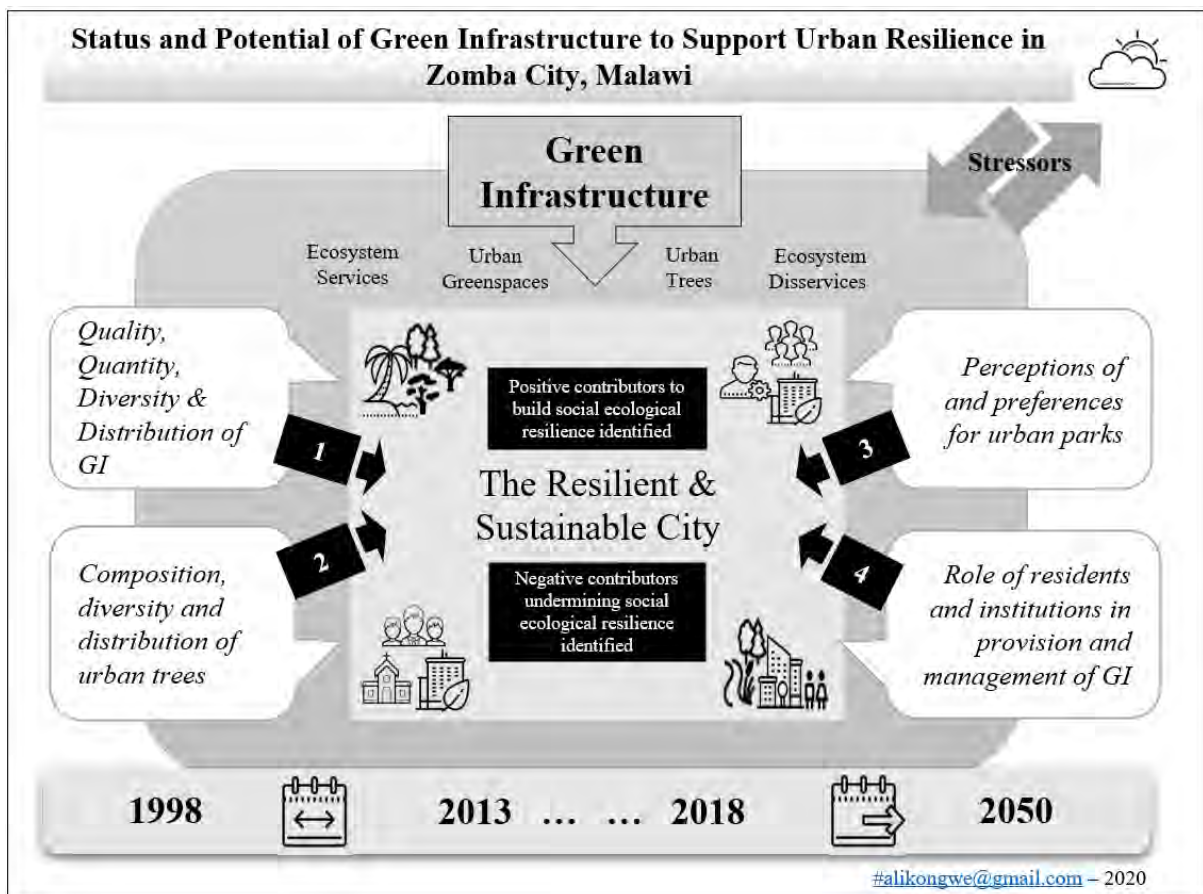 Status and Potential of Green Infrastructure to Support Urban Resilience in
Zomba City, Malawi
Green
Infrastructure
Stressors
Ecosystem
Services
Urban
Greenspaces
Urban
Trees
Ecosystem
Disservices
Quality,
Quantity,
Diversity &
Distribution of
GI
1
Composition,
diversity and
distribution of
urban trees
2
Positive contributors to
build social ecological
resilience identified
The Resilient &
Sustainable City
Negative contributors
undermining social
ecological resilience
identified
Perceptions of
and preferences
for urban parks
3
Role of residents
and institutions in
provision and
management of GI
4
1998 2013 … … 2018 2050
#alikongwe@gmail.com – 2020